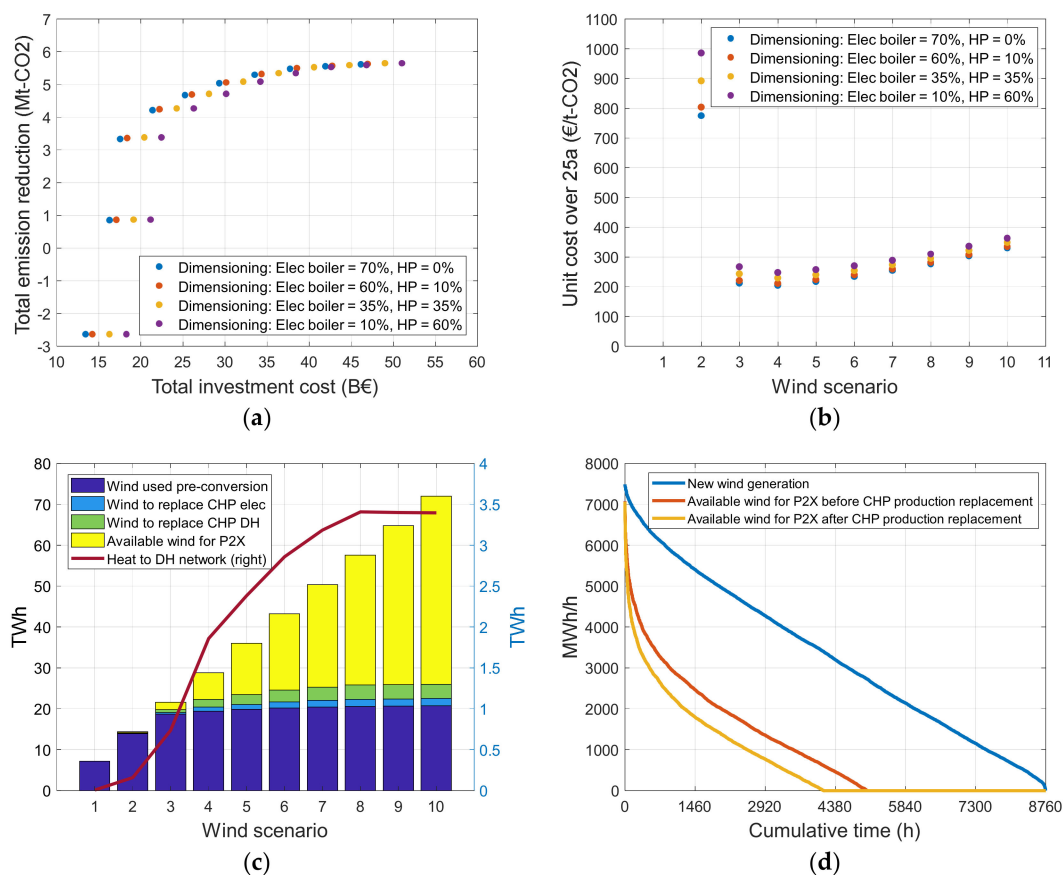 7
6
5
4
3
2
1
0
-1
-2
-3
Total emission reduction (Mt-CO2)
Dimensioning: Elec boiler = 70%, HP = 0%
Dimensioning: Elec boiler = 60%, HP = 10%
Dimensioning: Elec boiler = 35%, HP = 35%
Dimensioning: Elec boiler = 10%, HP = 60%
10 15 20 25 30 35 40 45 50 55 60
Total investment cost (B€)
(a)
1100
1000
900
800
700
600
500
400
300
200
100
0
Unit cost over 25a (€/t-CO2)
Dimensioning: Elec boiler = 70%, HP = 0%
Dimensioning: Elec boiler = 60%, HP = 10%
Dimensioning: Elec boiler = 35%, HP = 35%
Dimensioning: Elec boiler = 10%, HP = 60%
0 1 2 3 4 5 6 7 8 9 10 11
Wind scenario
(b)
80
70
60
50
40
30
20
10
0
TWh
Wind used pre-conversion
Wind to replace CHP elec
Wind to replace CHP DH
Available wind for P2X
Heat to DH network (right)
4
3.5
3
2.5
2
1.5
1
0.5
0
TWh
1 2 3 4 5 6 7 8 9 10
Wind scenario
(c)
8000
7000
6000
5000
4000
3000
2000
1000
0
MWh/h
New wind generation
Available wind for P2X before CHP production replacement
Available wind for P2X after CHP production replacement
0 1460 2920 4380 5840 7300 8760
Cumulative time (h)
(d)